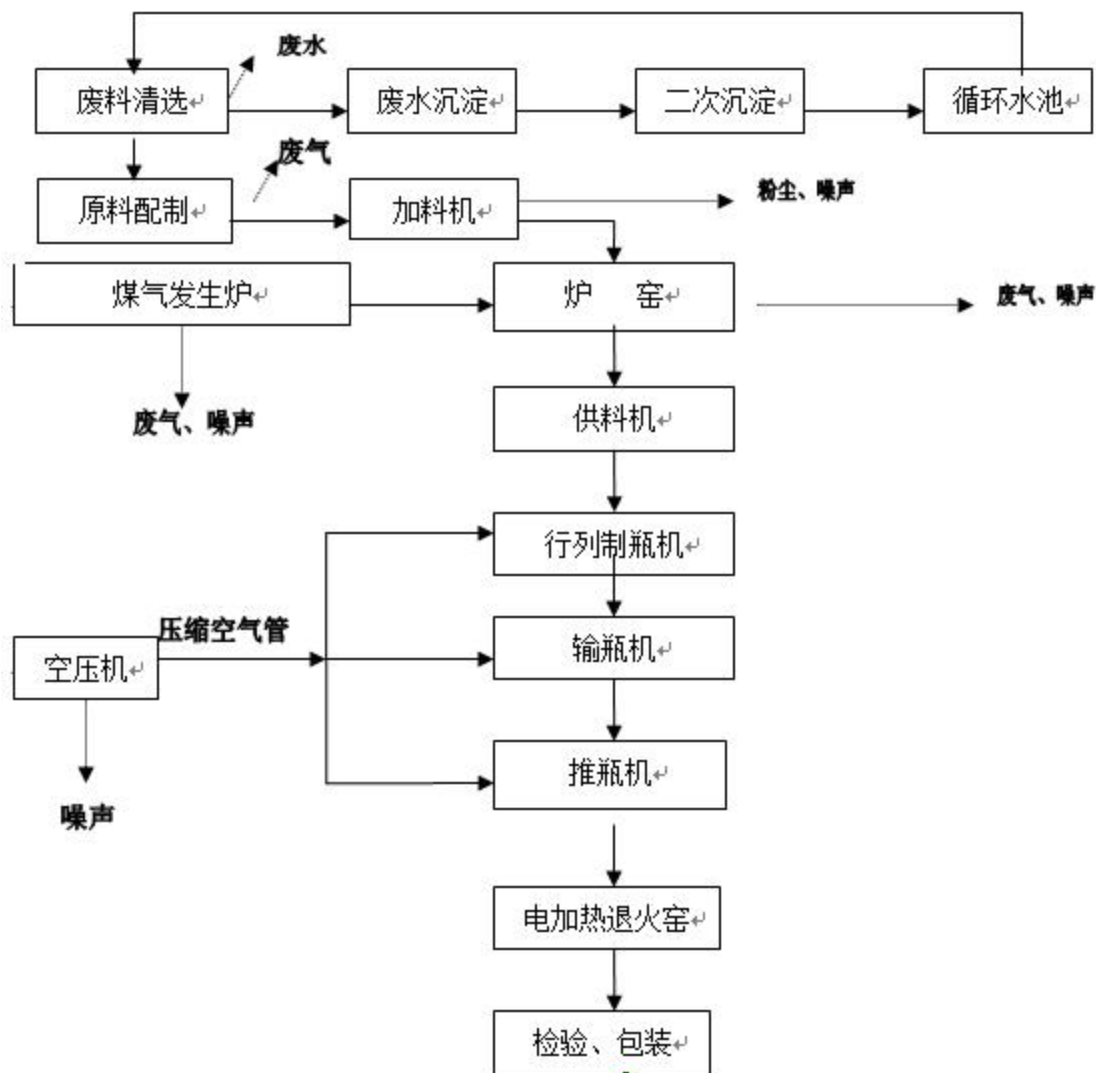 废水
废料清选
废水沉淀
二次沉淀
循环水池
废气
原料配制
加料机
粉尘、噪声
煤气发生炉
炉 窑
废气、噪声
废气、噪声
供料机
行列制瓶机
压缩空气管
空压机
输瓶机
推瓶机
噪声
电加热退火窑
检验、包装